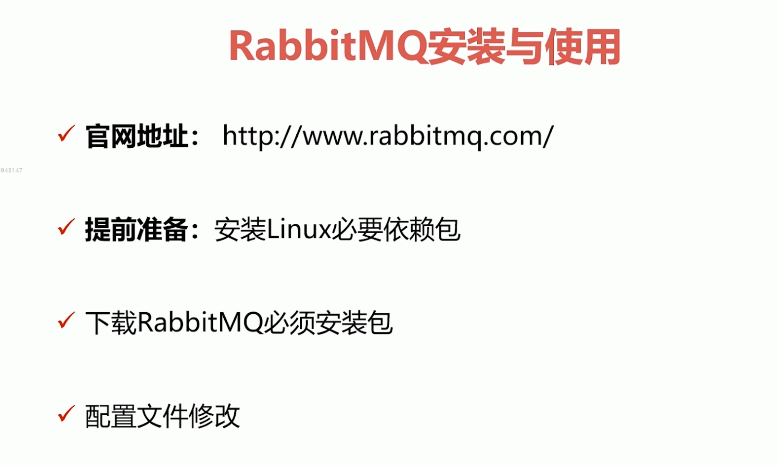 RabbitMQ安装与使用
官网地址： http://www.rabbitmq.com/
提前准备：安装Linux必要依赖包
下载RabbitMQ必须安装包
配置文件修改